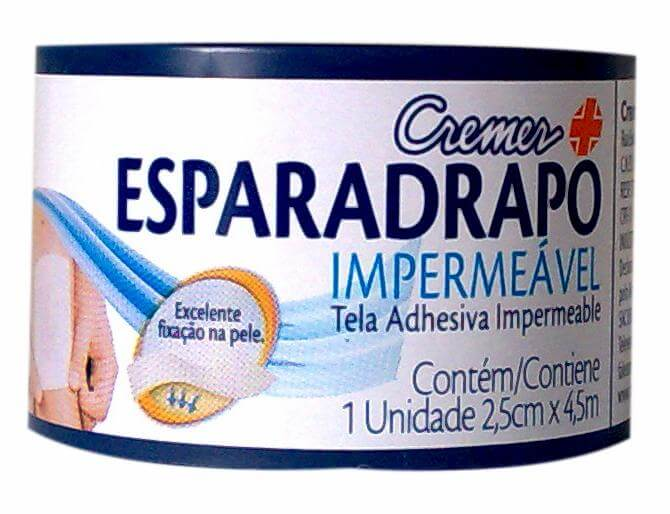 Cremer
ESPARADRAPO
IMPERMEÁVEL
Tela Adhesiva Impermeable
Excelente
fixação na pele.
Contém/Contiene
1 Unidade 2,5cm x 4,5m